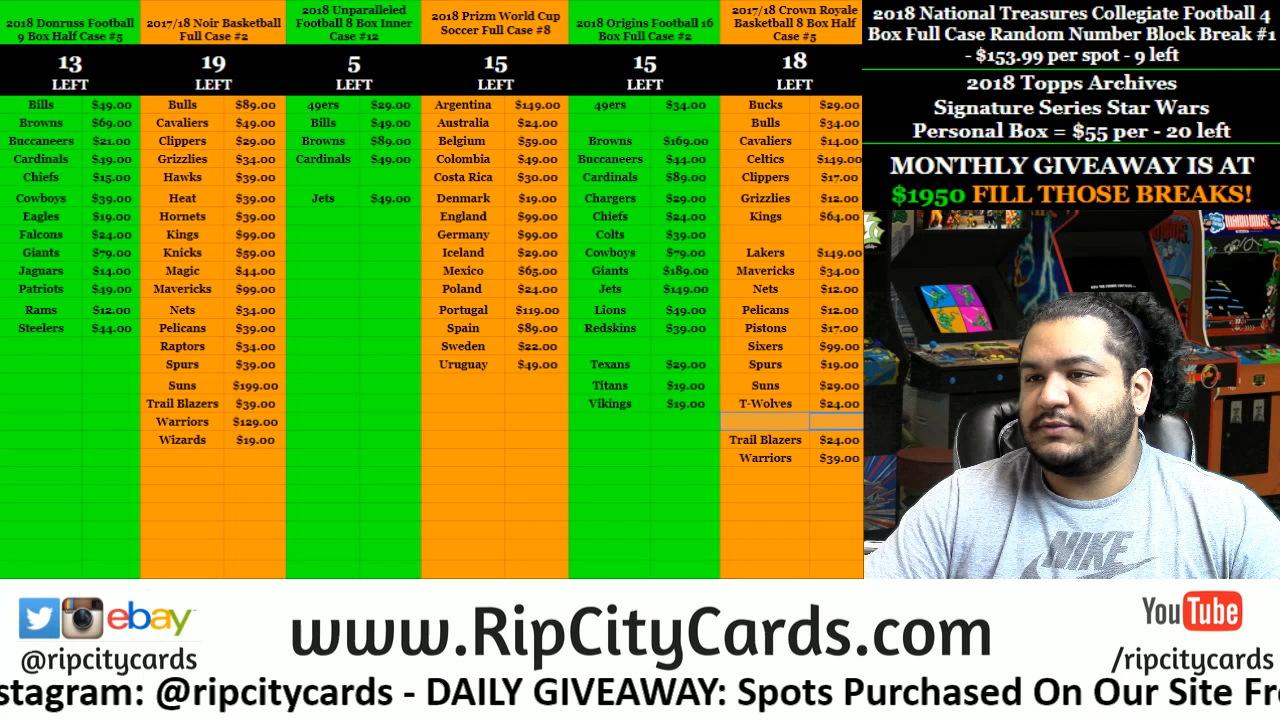 2018 Donruss Football
9 Box Half Case #5
13
LEFT
Bills $49.00
Browns $69.00
Buccaneers $21.00
Cardinals $49.00
Chiefs $15.00
Cowboys $39.00
Eagles $19.00
Falcons $24.00
Giants $79.00
Jaguars $14.00
Patriots $49.00
Rams $12.00
Steelers $44.00
2017/18 Noir Basketball
Full Case #2
19
LEFT
Bulls $89.00
Cavaliers $49.00
Clippers $29.00
Grizzlies $34.00
Hawks $39.00
Heat $39.00
Hornets $39.00
Kings $99.00
Knicks $59.00
Magic $44.00
Mavericks $99.00
Nets $34.00
Pelicans $39.00
Raptors $34.00
Spurs $39.00
Suns $199.00
Trail Blazers $39.00
Warriors $129.00
Wizards $19.00
2018 Unparalleled
Football 8 Box Inner
Case #12
5
LEFT
49ers $29.00
Bills $49.00
Browns $89.00
Cardinals $49.00
Jets $49.00
2018 Prizm World Cup
Soccer Full Case #8
15
LEFT
Argentina $149.00
Australia $24.00
Belgium $59.00
Colombia $49.00
Costa Rica $30.00
Denmark $19.00
England $99.00
Germany $99.00
Iceland $29.00
Mexico $65.00
Poland $24.00
Portugal $119.00
Spain $89.00
Sweden $22.00
Uruguay $49.00
2018 Origins Football 16
Box Full Case #2
15
LEFT
49ers $34.00
Browns $169.00
Buccaneers $44.00
Cardinals $89.00
Chargers $29.00
Chiefs $24.00
Colts $39.00
Cowboys $79.00
Giants $189.00
Jets $149.00
Lions $49.00
Redskins $39.00
Texans $29.00
Titans $19.00
Vikings $19.00
2017/18 Crown Royale
Basketball 8 Box Half
Case #5
18
LEFT
Bucks $29.00
Bulls $34.00
Cavaliers $14.00
Celtics $149.00
Clippers $17.00
Grizzlies $12.00
Kings $64.00
Lakers $149.00
Mavericks $34.00
Nets $12.00
Pelicans $12.00
Pistons $17.00
Sixers $99.00
Spurs $19.00
Suns $29.00
T-Wolves $24.00
Trail Blazers $24.00
Warriors $39.00
2018 National Treasures Collegiate Football 4
Box Full Case Random Number Block Break #1
- $153.99 per spot - 9 left
2018 Topps Archives
Signature Series Star Wars
Personal Box = $55 per - 20 left
MONTHLY GIVEAWAY IS AT
$1950 FILL THOSE BREAKS!
NIKE
ebay
@ripcitycards
www.RipCityCards.com
YouTube
/ripcitycards
stagram: @ripcitycards - DAILY GIVEAWAY: Spots Purchased On Our Site Fr